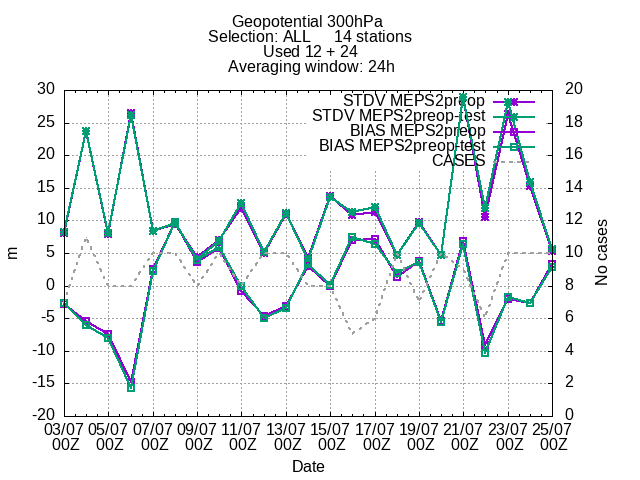 Geopotential 300hPa
Selection: ALL 14 stations
Used 12 + 24
Averaging window: 24h
STDV MEPS2preop
STDV MEPS2preop-test
BIAS MEPS2preop
BIAS MEPS2preop-test
CASES
30
25
20
15
10
5
0
-5
-10
-15
-20
m
20
18
16
14
12
10
8
6
4
2
0
No cases
03/07 05/07 07/07 09/07 11/07 13/07 15/07 17/07 19/07 21/07 23/07 25/07
00Z 00Z 00Z 00Z 00Z 00Z 00Z 00Z 00Z 00Z 00Z 00Z
Date